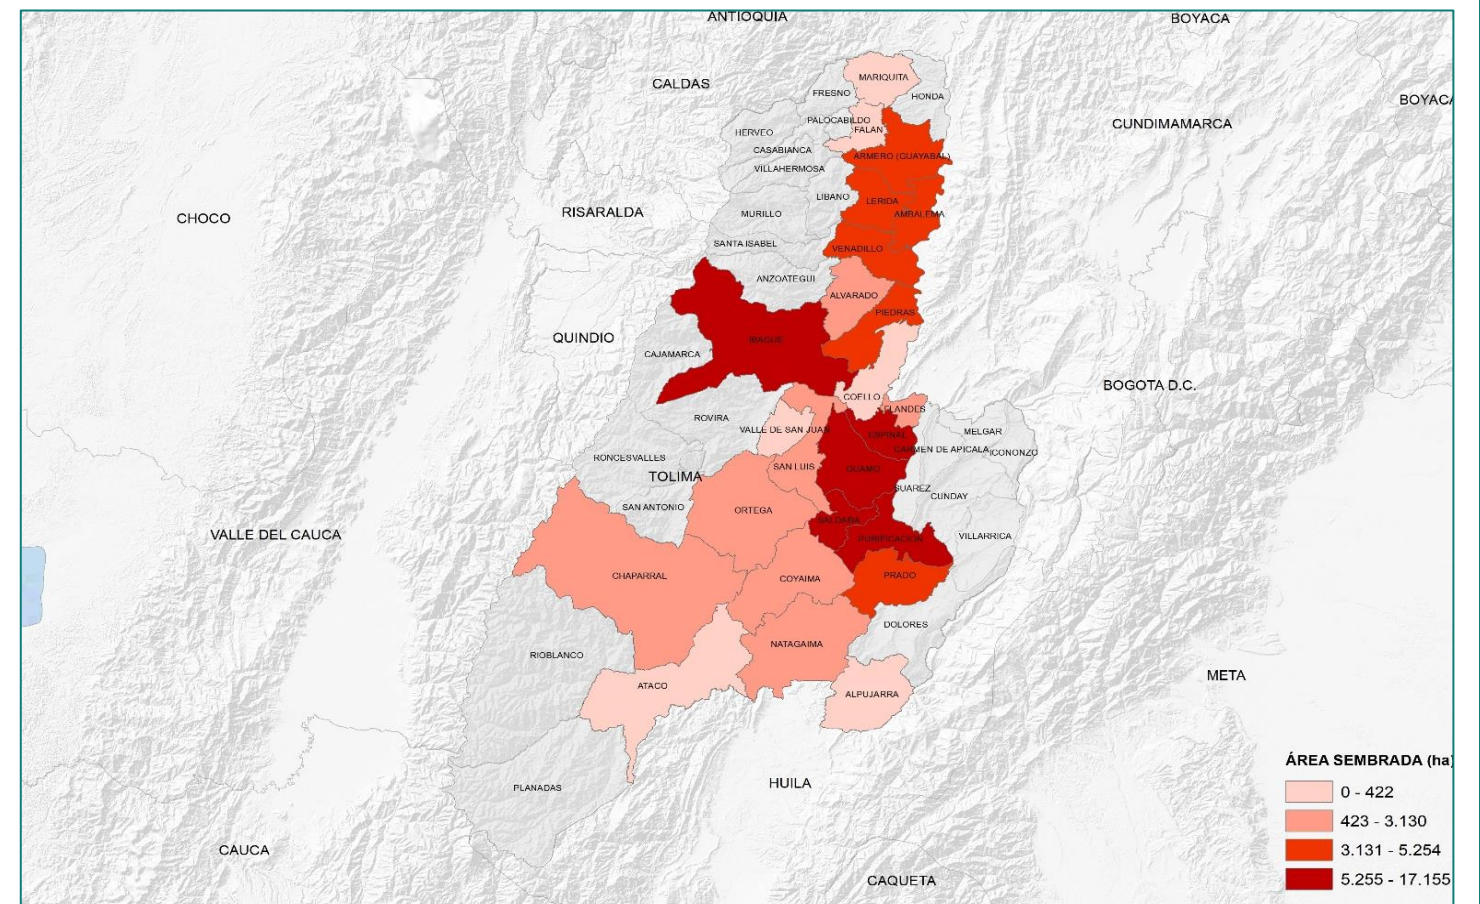 ANTIOQUIA
BOYACA
CALDAS
MARIQUITA
FRESNO
HONDA
BOYACA
PALOCABILDO
FALAN
CUNDIMAMARCA
HERVEO
CASABIANCA
ARMERO (GUAYABAL)
VILLAHERMOSA
LIBANO
LERIDA
CHOCO
RISARALDA
MURILLO
AMBALEMA
SANTA ISABEL
VENADILLO
ANZOATEGUI
ALVARADO
PIEDRAS
QUINDIO
IBAGUE
CAJAMARCA
BOGOTA D.C.
COELLO
FLANDES
ROVIRA
VALLE DE SAN JUAN
ESPINAL
MELGAR
CARMEN DE APICALA
ICONONZO
RONCESVALLES
SAN LUIS
GUAMO
TOLIMA
SUAREZ
CUNDAY
SAN ANTONIO
ORTEGA
SALDAÑA
VALLE DEL CAUCA
PURIFICACION
VILLARRICA
CHAPARRAL
COYAIMA
PRADO
DOLORES
NATAGAIMA
RIOBLANCO
META
ATACO
ALPUJARRA
ÁREA SEMBRADA (ha)
HUILA
PLANADAS
0 - 422
423 - 3.130
CAUCA
3.131 - 5.254
CAQUETA
5.255 - 17.155